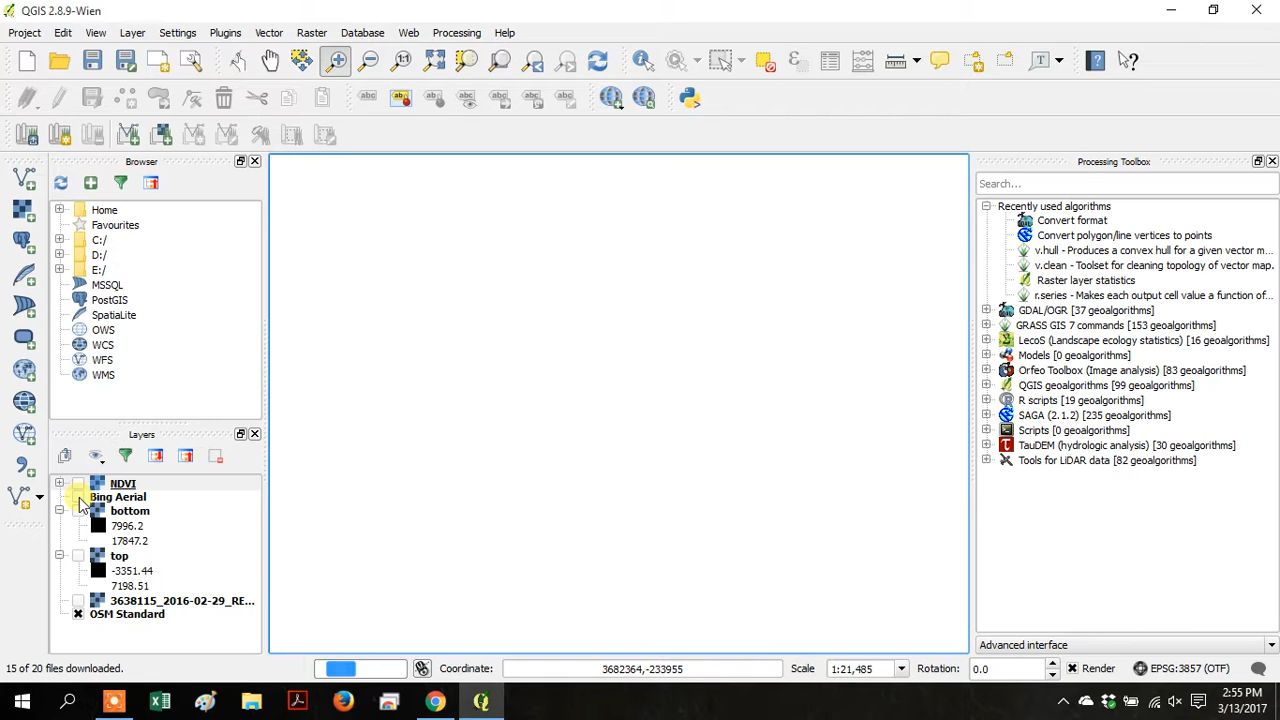 QGIS 2.8.9-Wien
Project Edit View Layer Settings Plugins Vector Raster Database Web Processing Help
Browser
Home
Favourites
C:/
D:/
E:/
MSSQL
PostGIS
SpatiaLite
OWS
WCS
WFS
WMS
Layers
NDVI
Bing Aerial
bottom
7996.2
17847.2
top
-3351.44
7198.51
3638115_2016-02-29_RE...
OSM Standard
Processing Toolbox
Search...
Recently used algorithms
Convert format
Convert polygon/line vertices to points
v.hull - Produces a convex hull for a given vector m...
v.clean - Toolset for cleaning topology of vector map.
Raster layer statistics
r.series - Makes each output cell value a function of...
GDAL/OGR [37 geoalgorithms]
GRASS GIS 7 commands [153 geoalgorithms]
LecoS (Landscape ecology statistics) [16 geoalgorithms]
Models [0 geoalgorithms]
Orfeo Toolbox (Image analysis) [83 geoalgorithms]
QGIS geoalgorithms [99 geoalgorithms]
R scripts [19 geoalgorithms]
SAGA (2.1.2) [235 geoalgorithms]
Scripts [0 geoalgorithms]
TauDEM (hydrologic analysis) [30 geoalgorithms]
Tools for LiDAR data [82 geoalgorithms]
Advanced interface
15 of 20 files downloaded.
Coordinate: 3682364,-233955 Scale 1:21,485 Rotation: 0.0 Render EPSG:3857 (OTF)
2:55 PM
3/13/2017